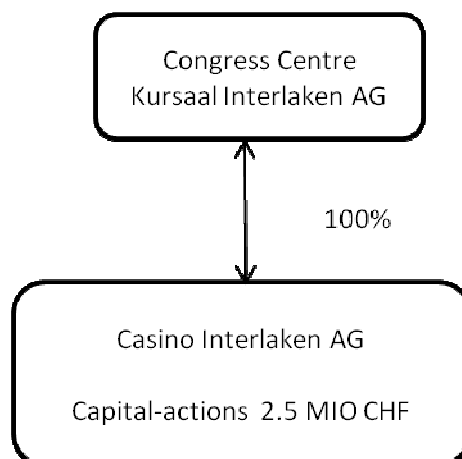 Congress Centre
Kursaal Interlaken AG
100%
Casino Interlaken AG
Capital-actions 2.5 MIO CHF